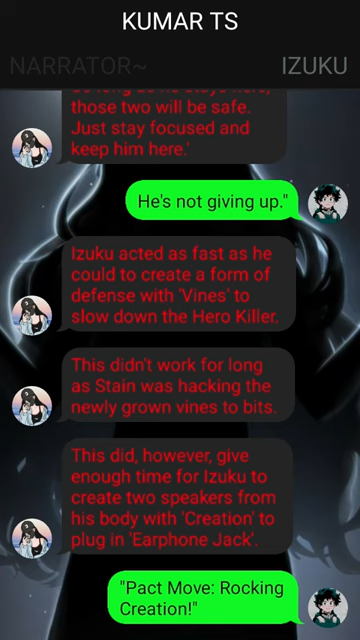 KUMAR TS
NARRATOR~
IZUKU
those two will be safe.
Just stay focused and
keep him here.'
He's not giving up."
Izuku acted as fast as he
could to create a form of
defense with 'Vines' to
slow down the Hero Killer.
This didn't work for long
as Stain was hacking the
newly grown vines to bits.
This did, however, give
enough time for Izuku to
create two speakers from
his body with 'Creation' to
plug in 'Earphone Jack'.
"Pact Move: Rocking
Creation!"